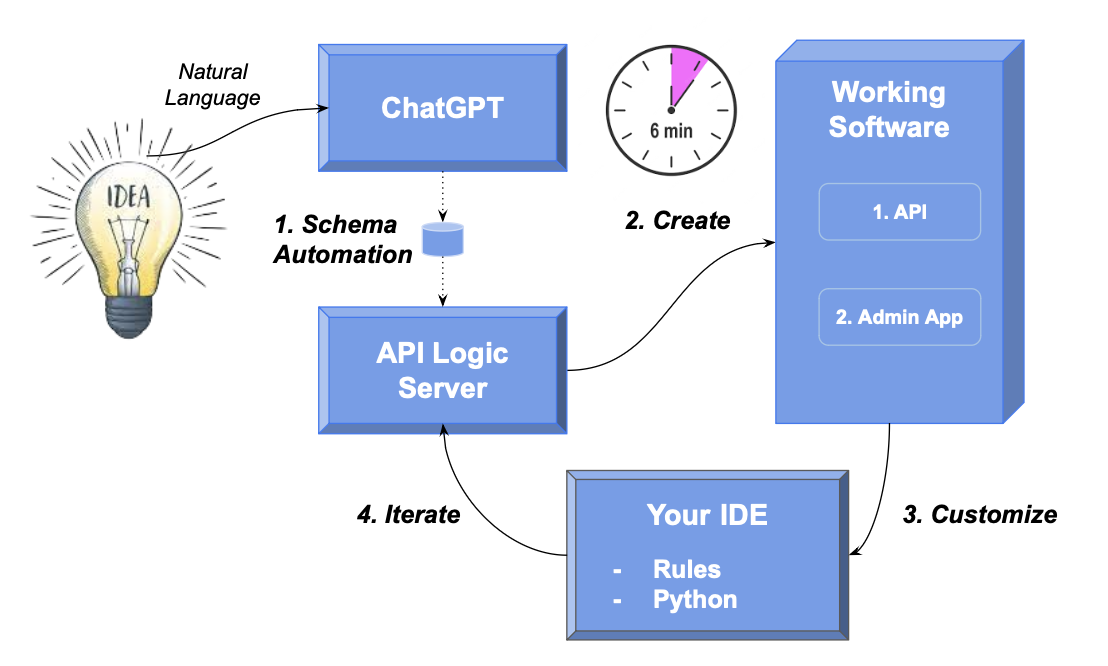 Natural
Language
IDEA
ChatGPT
6 min
Working
Software
1. API
2. Admin App
1. Schema
Automation
2. Create
API Logic
Server
4. Iterate
Your IDE
- Rules
- Python
3. Customize